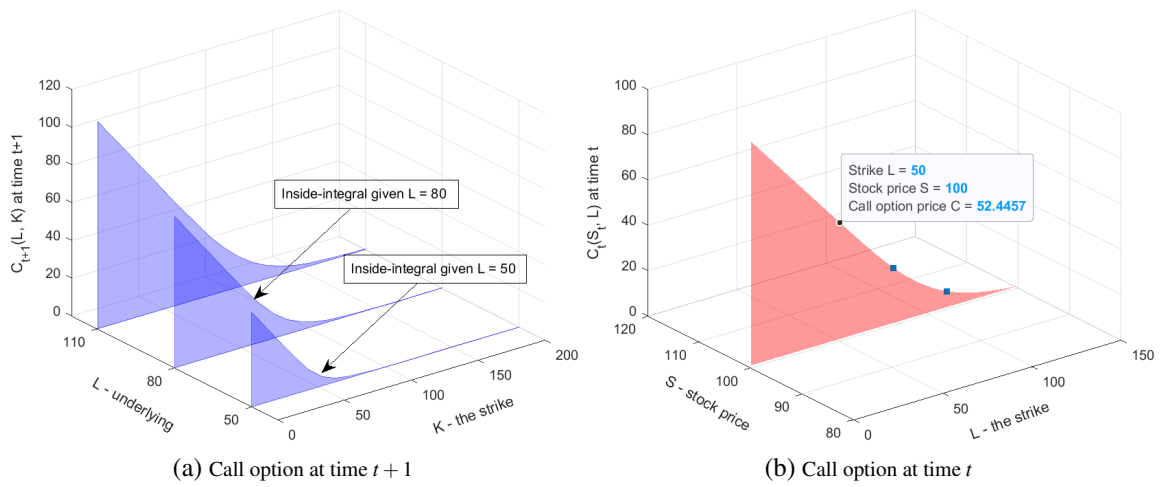 120
100
80
60
40
20
0
C_{t+1}(L, K) at time t+1
110
80
50
L - underlying
0
50
100
150
200
K - the strike
Inside-integral given L = 80
Inside-integral given L = 50
(a) Call option at time t + 1
100
80
60
40
20
0
C_t(S_t, L) at time t
120
110
100
90
80
S - stock price
0
50
100
150
L - the strike
Strike L = 50
Stock price S = 100
Call option price C = 52.4457
(b) Call option at time t